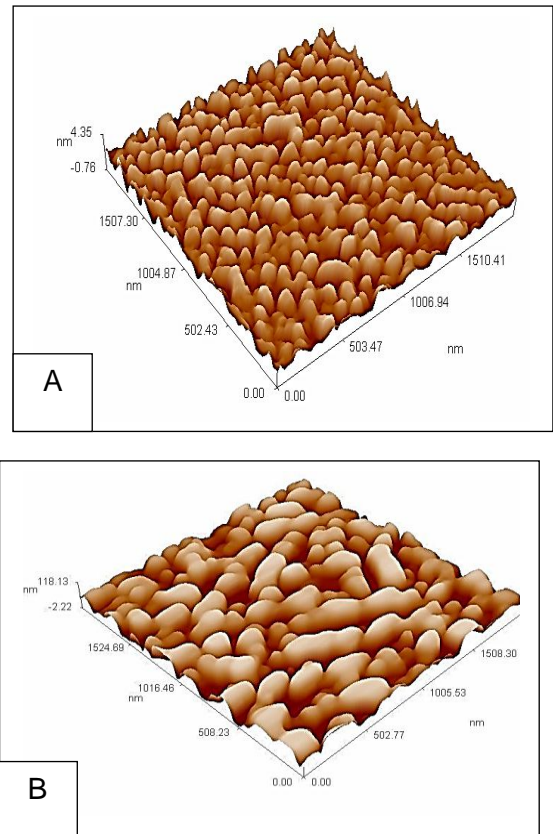 4.35
nm
-0.76
1507.30
1510.41
1004.87
nm
1006.94
502.43
503.47
nm
0.00 0.00
A
118.13
nm
-2.22
1524.69
1508.30
1016.46
nm
1005.53
nm
508.23
502.77
0.00 0.00
B